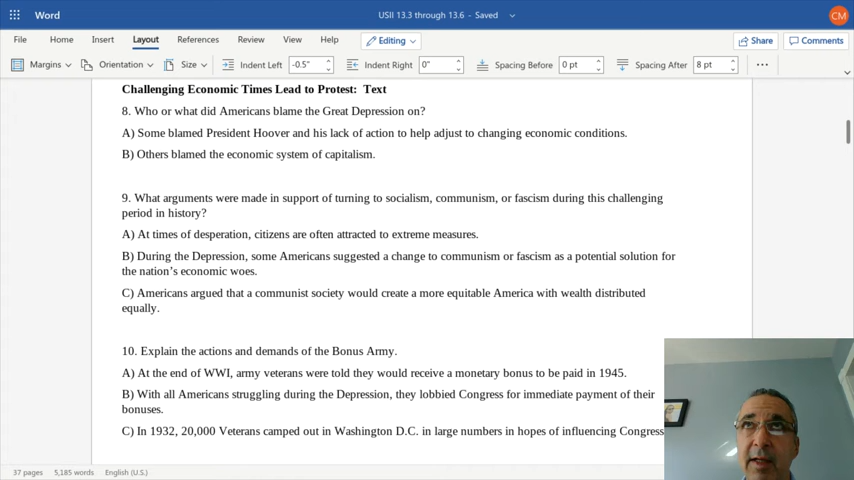 Word
USII 13.3 through 13.6 - Saved
CM
File Home Insert Layout References Review View Help Editing Share Comments
Margins Orientation Size Indent Left -0.5" Indent Right 0" Spacing Before 0 pt Spacing After 8 pt
Challenging Economic Times Lead to Protest: Text
8. Who or what did Americans blame the Great Depression on?
A) Some blamed President Hoover and his lack of action to help adjust to changing economic conditions.
B) Others blamed the economic system of capitalism.
9. What arguments were made in support of turning to socialism, communism, or fascism during this challenging
period in history?
A) At times of desperation, citizens are often attracted to extreme measures.
B) During the Depression, some Americans suggested a change to communism or fascism as a potential solution for
the nation's economic woes.
C) Americans argued that a communist society would create a more equitable America with wealth distributed
equally.
10. Explain the actions and demands of the Bonus Army.
A) At the end of WWI, army veterans were told they would receive a monetary bonus to be paid in 1945.
B) With all Americans struggling during the Depression, they lobbied Congress for immediate payment of their
bonuses.
C) In 1932, 20,000 Veterans camped out in Washington D.C. in large numbers in hopes of influencing Congress
37 pages 5,185 words English (U.S.)